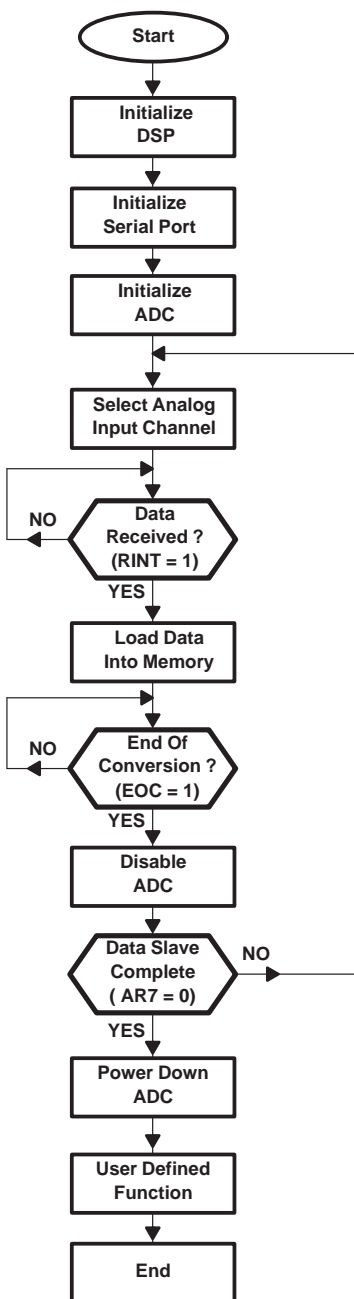 Start
Initialize
DSP
Initialize
Serial Port
Initialize
ADC
Select Analog
Input Channel
NO
Data
Received ?
(RINT = 1)
YES
Load Data
Into Memory
NO
End Of
Conversion ?
(EOC = 1)
YES
Disable
ADC
Data Slave
Complete
( AR7 = 0)
NO
YES
Power Down
ADC
User Defined
Function
End